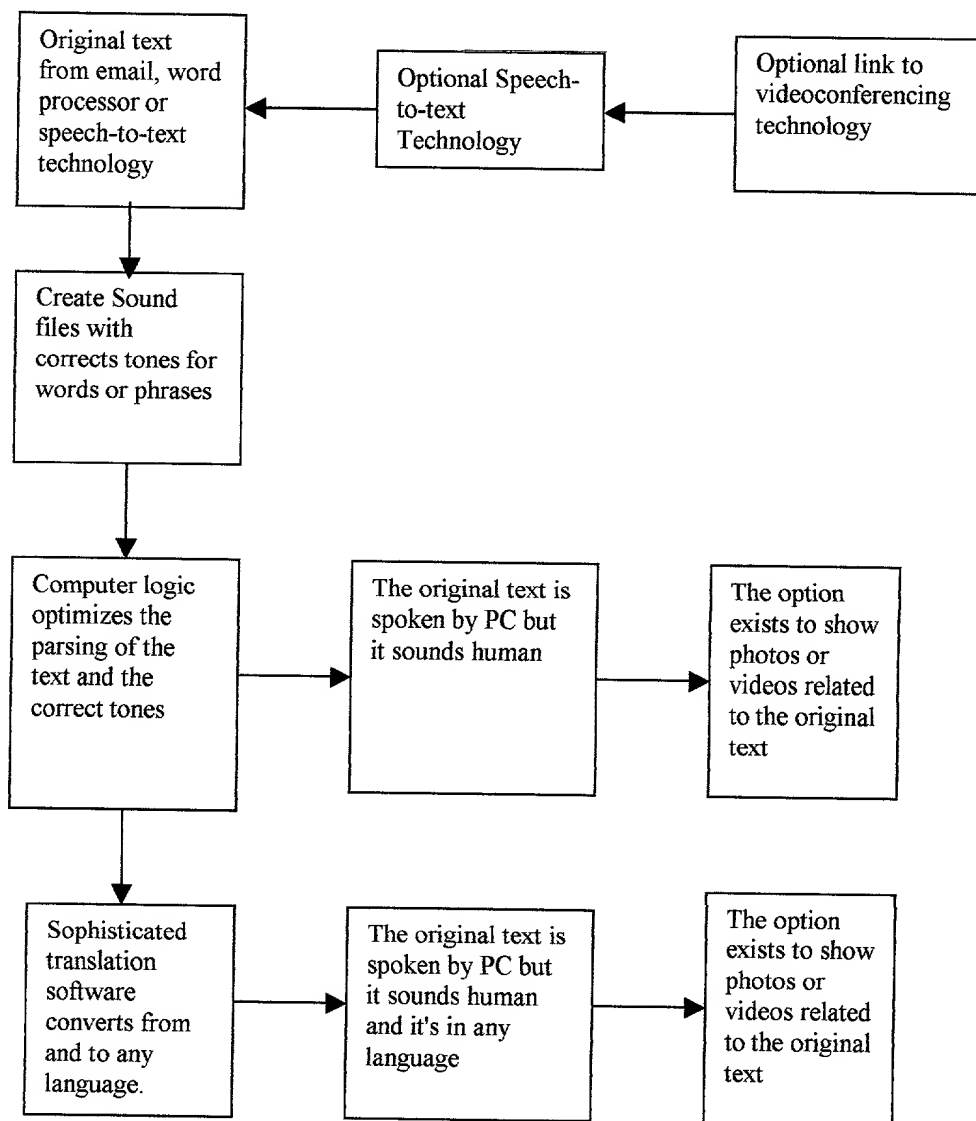 Original text
from email, word
processor or
speech-to-text
technology
Optional Speech-
to-text
Technology
Optional link to
videoconferencing
technology
Create Sound
files with
corrects tones for
words or phrases
Computer logic
optimizes the
parsing of the
text and the
correct tones
The original text is
spoken by PC but
it sounds human
The option
exists to show
photos or
videos related
to the original
text
Sophisticated
translation
software
converts from
and to any
language.
The original text is
spoken by PC but
it sounds human
and it's in any
language
The option
exists to show
photos or
videos related
to the original
text